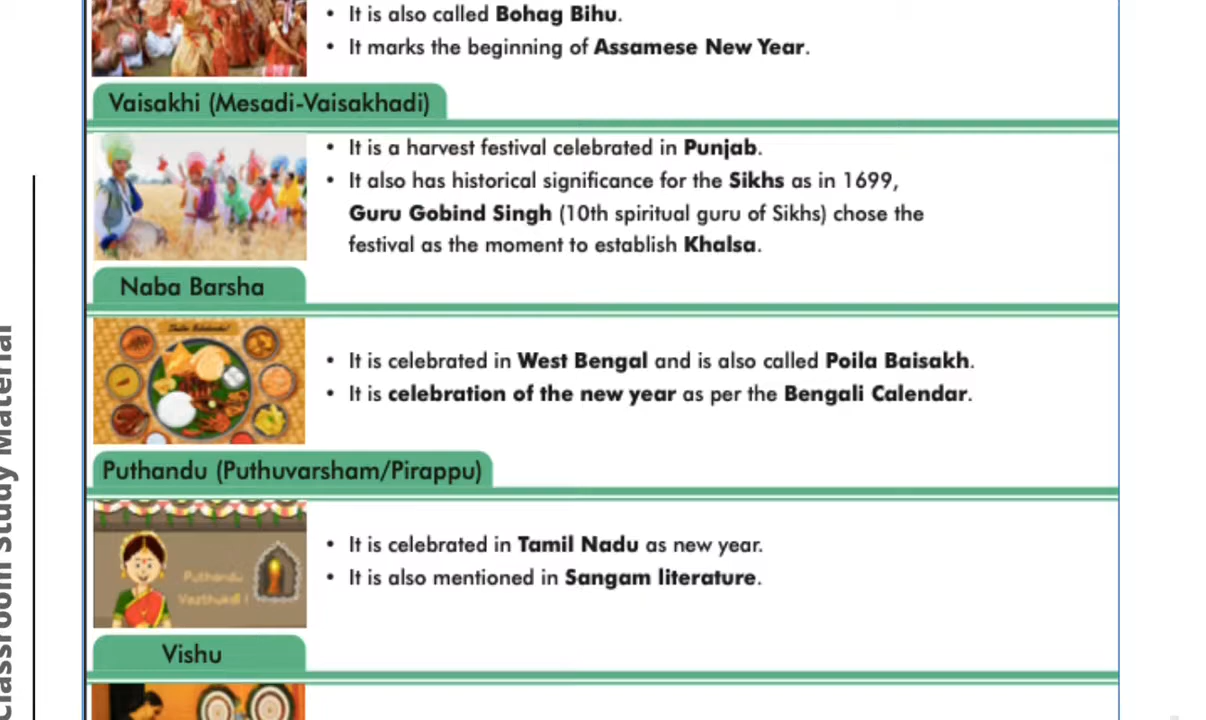 • It is also called Bohag Bihu.
• It marks the beginning of Assamese New Year.
Vaisakhi (Mesadi-Vaisakhadi)
• It is a harvest festival celebrated in Punjab.
• It also has historical significance for the Sikhs as in 1699,
Guru Gobind Singh (10th spiritual guru of Sikhs) chose the
festival as the moment to establish Khalsa.
Naba Barsha
• It is celebrated in West Bengal and is also called Poila Baisakh.
• It is celebration of the new year as per the Bengali Calendar.
Puthandu (Puthuvarsham/Pirappu)
Puthandu
• It is celebrated in Tamil Nadu as new year.
• It is also mentioned in Sangam literature.
Vishu
Classroom Study Material